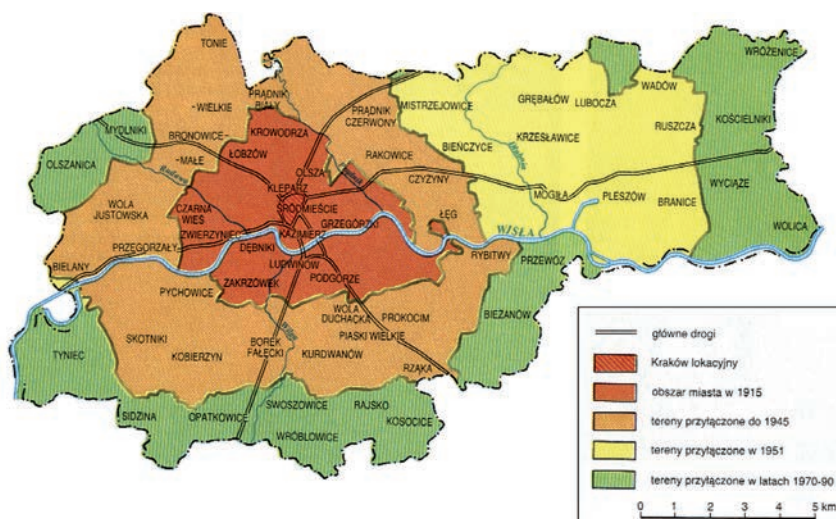 TONIE
WRÓŻENICE
-WIELKIE
PRĄDNIK
BIAŁY
MISTRZEJOWICE
GRĘBAŁÓW
LUBOCZA
WADÓW
PRĄDNIK
CZERWONY
KOŚCIELNIKI
MYDLNIKI
BRONOWICE-
KROWODRZA
BIEŃCZYCE
KRZESŁAWICE
RUSZCZA
OLSZANICA
-MAŁE
ŁOBZÓW
RAKOWICE
Rudawa
OLSZA
CZYŻYNY
KLEPARZ
MOGIŁA
PLESZÓW
WYCIĄŻE
WOLA
JUSTOWSKA
CZARNA
WIEŚ
ŚRÓDMIEŚCIE
BRANICE
GRZEGÓRZKI
ŁĘG
WOLICA
PRZEGORZAŁY
ZWIERZYNIEC
KAZIMIERZ
WISŁA
DĘBNIKI
RYBITWY
PRZEWÓZ
BIELANY
LUDWINÓW
ZAKRZÓWEK
PODGÓRZE
PYCHOWICE
WOLA
DUCHACKA
PROKOCIM
BIEŻANÓW
SKOTNIKI
PIASKI WIELKIE
TYNIEC
KOBIERZYN
BOREK
FAŁĘCKI
KURDWANÓW
RŻĄKA
SIDZINA
OPATKOWICE
SWOSZOWICE
RAJSKO
KOSOCICE
WRÓBLOWICE
główne drogi
Kraków lokacyjny
obszar miasta w 1915
tereny przyłączone do 1945
tereny przyłączone w 1951
tereny przyłączone w latach 1970-90
0 1 2 3 4 5 km